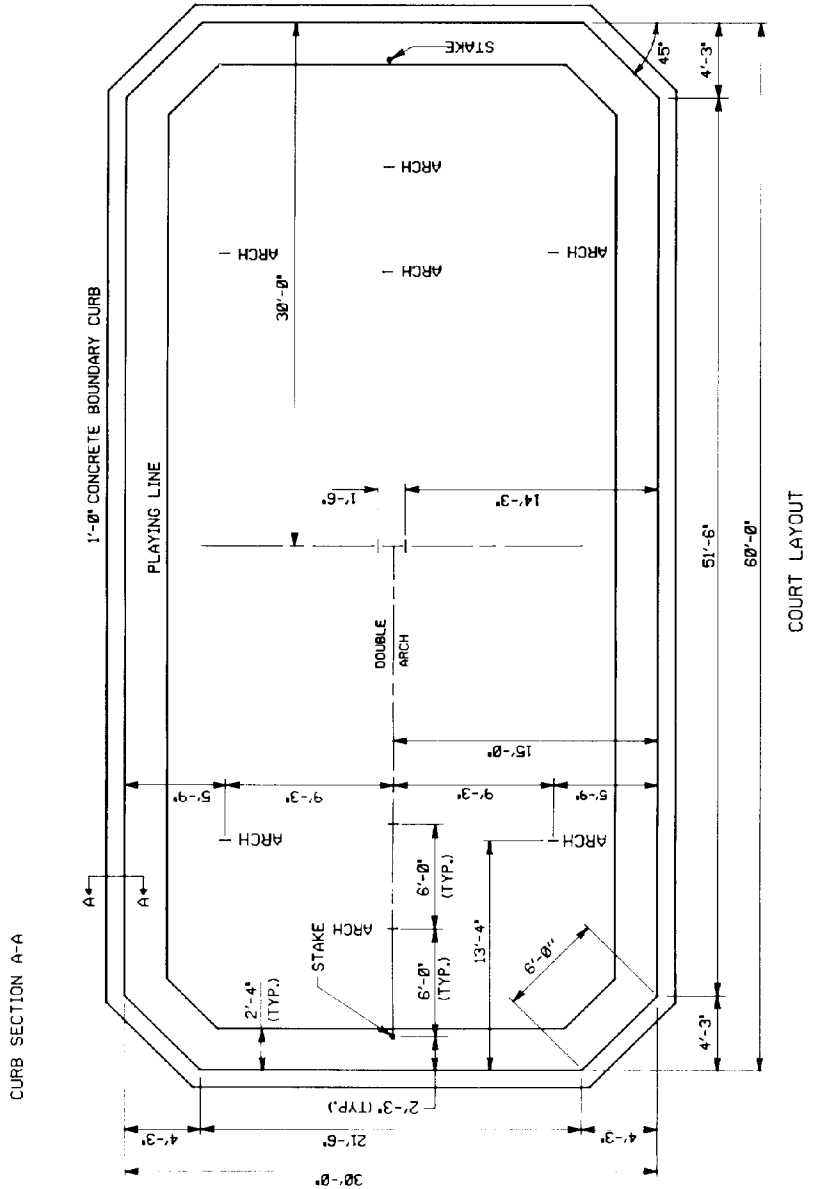 CURB SECTION A-A
A
A
1'-0" CONCRETE BOUNDARY CURB
PLAYING LINE
STAKE
45°
4'-3"
ARCH
ARCH
ARCH
ARCH
30'-0"
1'-6"
14'-3"
DOUBLE
ARCH
15'-0"
5'-9"
9'-3"
9'-3"
5'-9"
ARCH
ARCH
6'-0"
(TYP.)
STAKE
ARCH
6'-0"
(TYP.)
13'-4"
6'-0"
2'-4"
(TYP.)
2'-3" (TYP.)
4'-3"
21'-6"
4'-3"
30'-0"
4'-3"
51'-6"
60'-0"
COURT LAYOUT